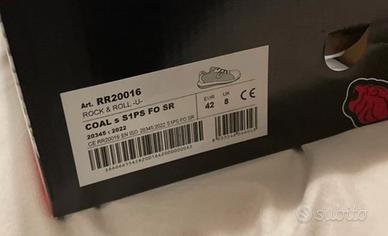 Art. RR20016
ROCK & ROLL -U-
COAL s S1PS FO SR
20345 : 2022
CE RR20016 EN ISO 20345:2022 S1PS FO SR
EUR UK
42 8
CE
subito